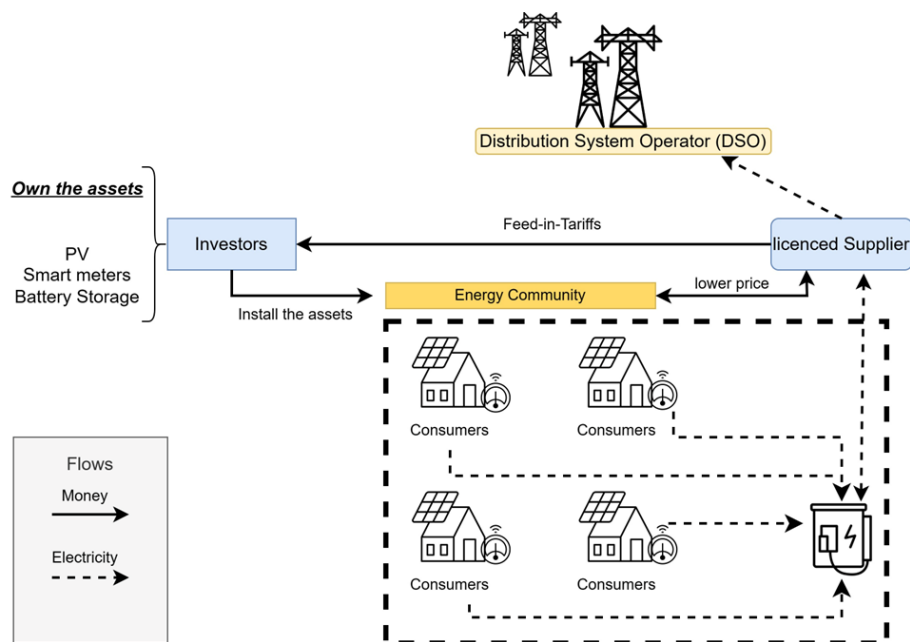 Distribution System Operator (DSO)
Own the assets
PV
Smart meters
Battery Storage
Investors
Feed-in-Tariffs
licenced Supplier
Install the assets
Energy Community
lower price
Consumers
Consumers
Consumers
Consumers
Flows
Money
Electricity